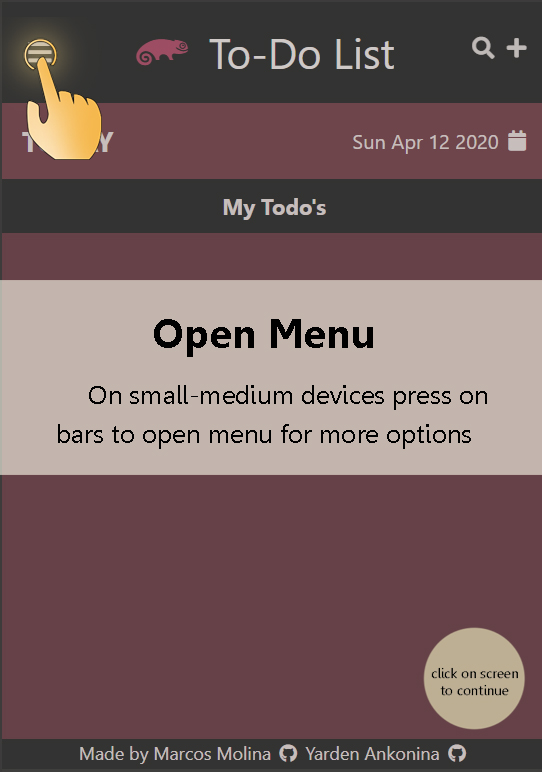 To-Do List
Sun Apr 12 2020
My Todo's
Open Menu
On small-medium devices press on
bars to open menu for more options
click on screen
to continue
Made by Marcos Molina Yarden Ankonina